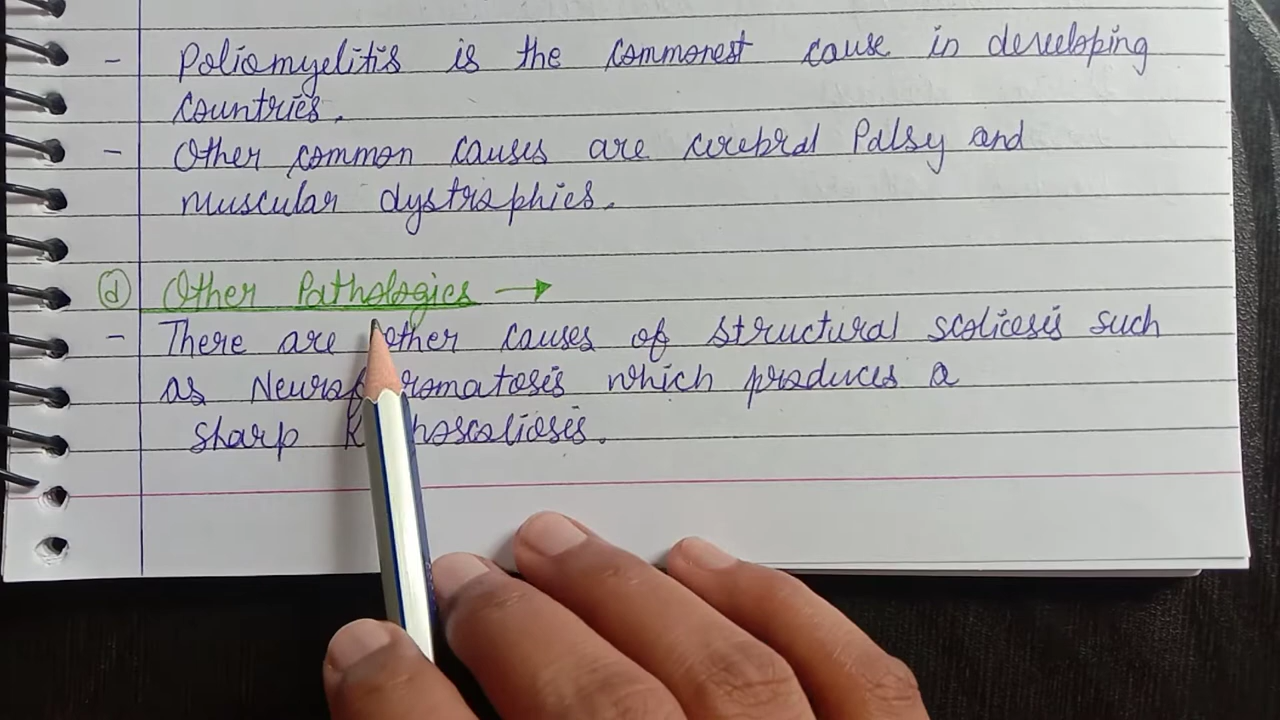 - Poliomyelitis is the commonest cause in developing
countries.
- Other common causes are cerebral Palsy and
muscular dystrophies.
(d) Other Pathologies →
- There are other causes of structural scoliosis such
as which produces a
sharp